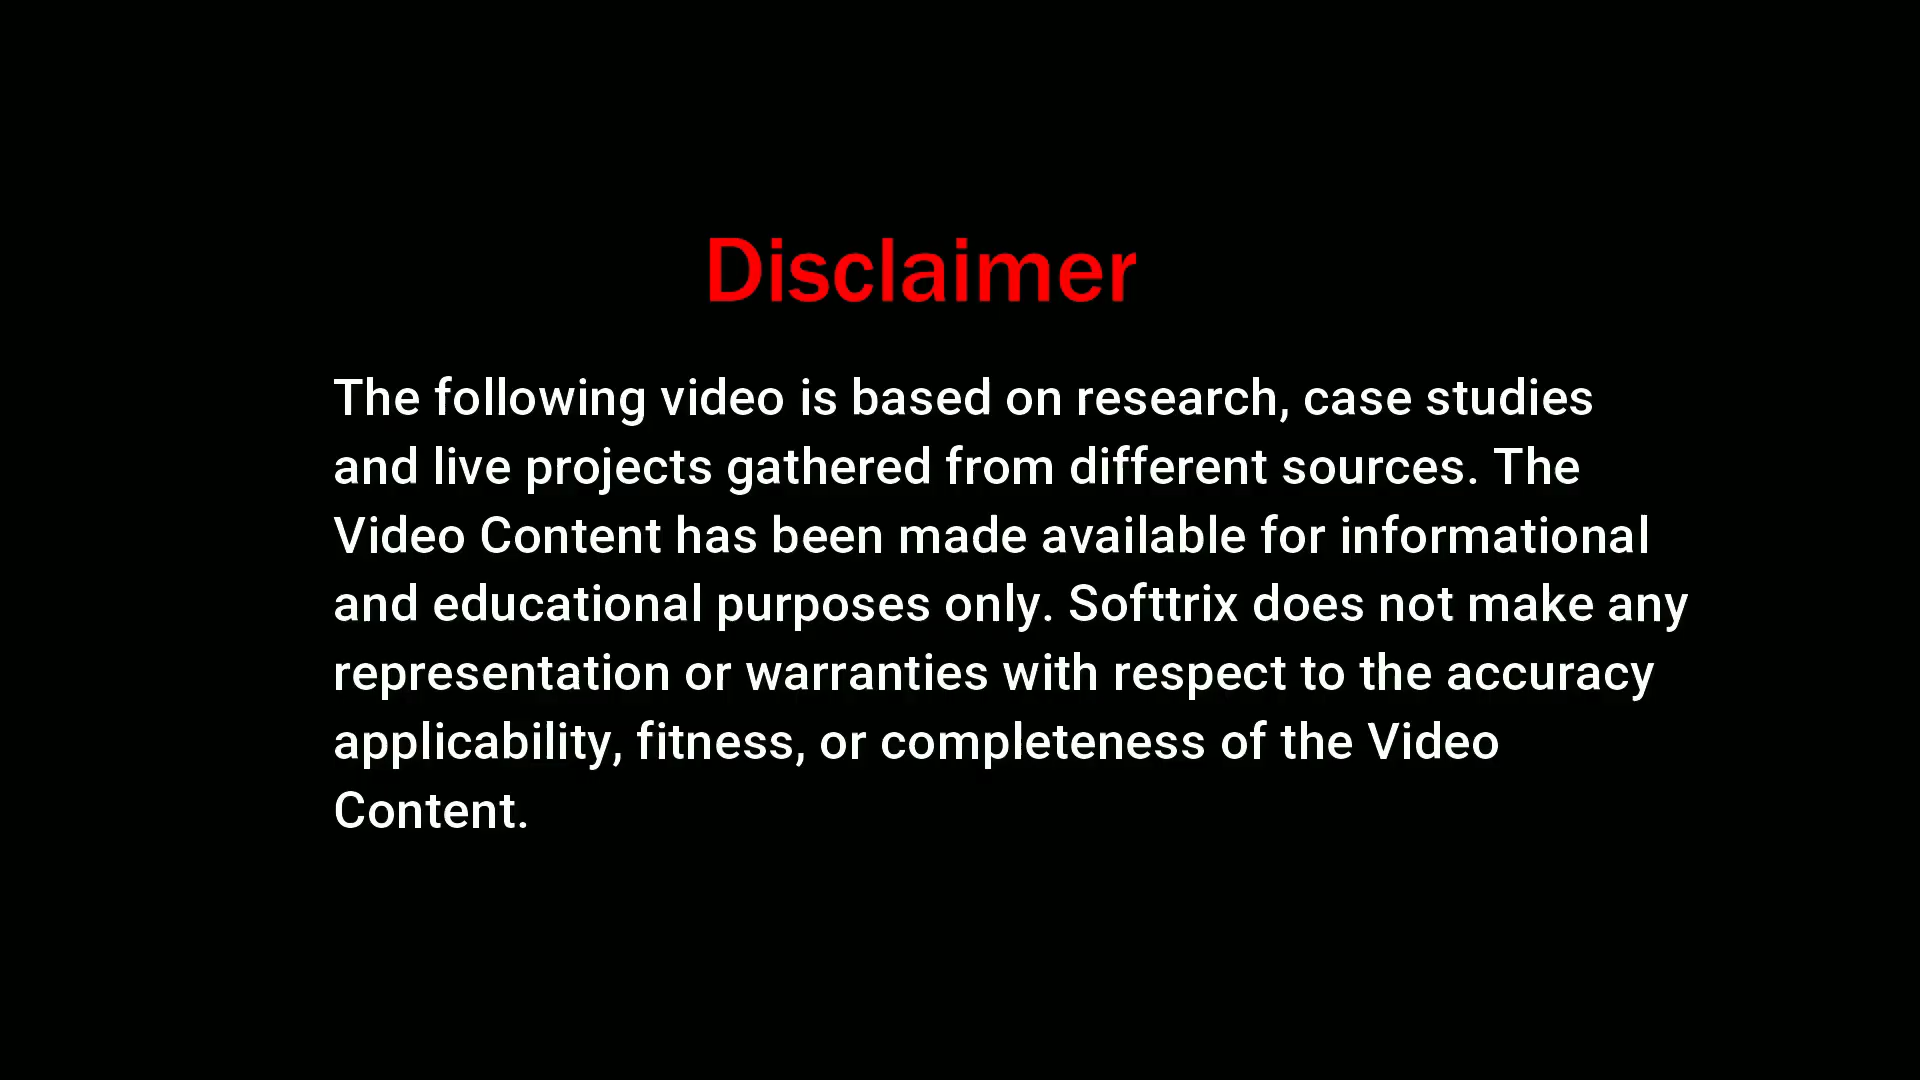 Disclaimer
The following video is based on research, case studies
and live projects gathered from different sources. The
Video Content has been made available for informational
and educational purposes only. Softtrix does not make any
representation or warranties with respect to the accuracy
applicability, fitness, or completeness of the Video
Content.